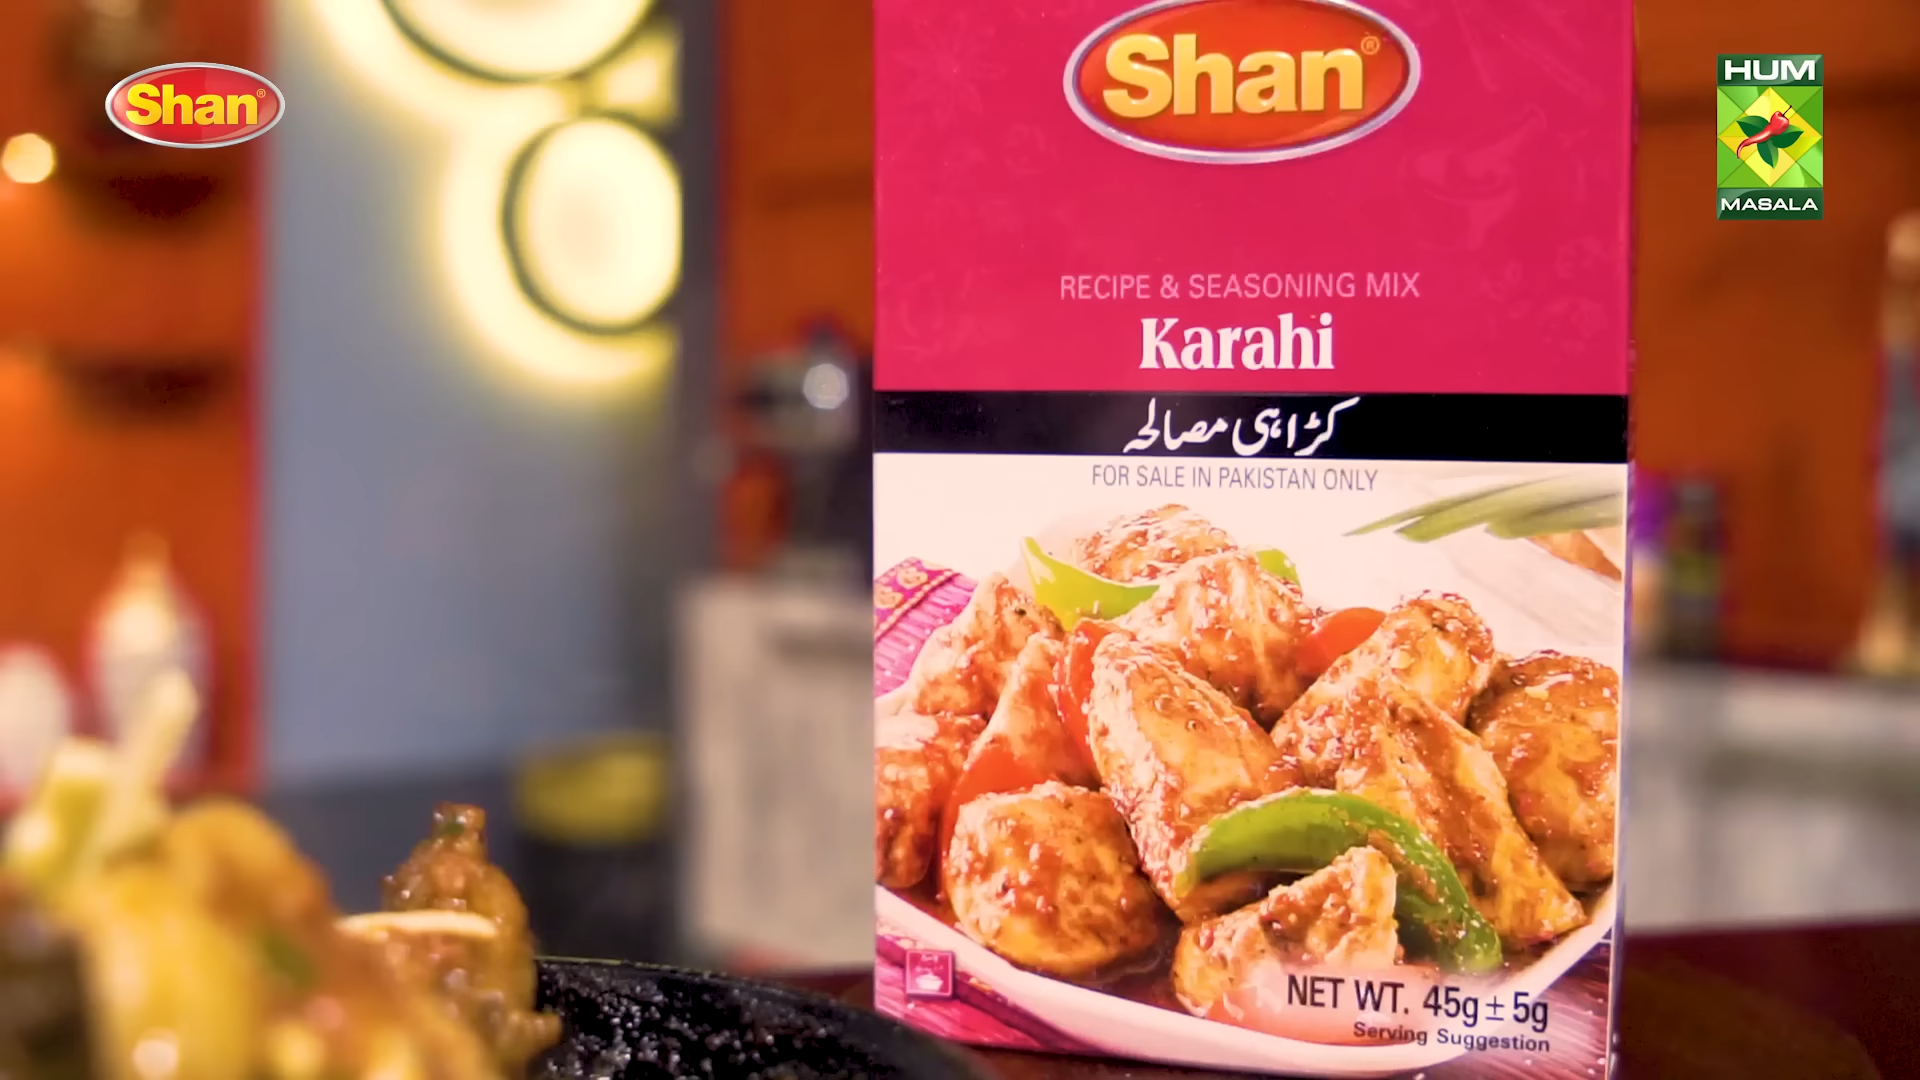 Shan®
HUM
MASALA
Shan®
RECIPE & SEASONING MIX
Karahi
کڑاہی مصالحہ
FOR SALE IN PAKISTAN ONLY
NET WT. 45g ± 5g
Serving Suggestion